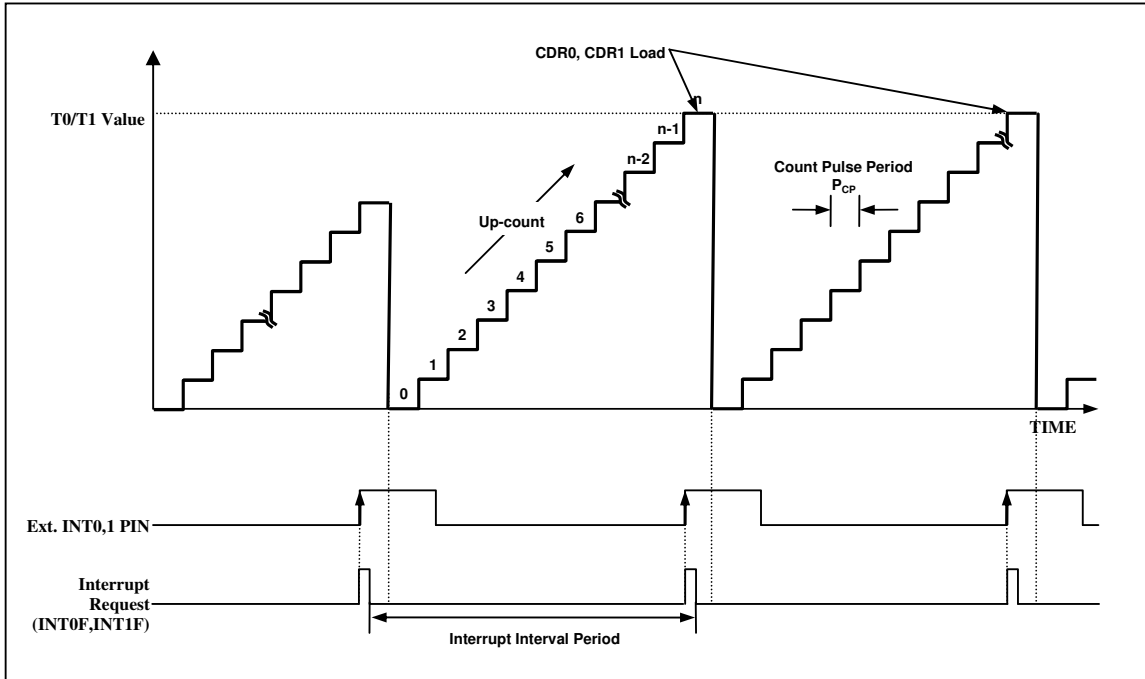 CDR0, CDR1 Load
T0/T1 Value
n
n-1
n-2
Count Pulse Period
PCP
Up-count
6
5
4
3
2
1
0
TIME
Ext. INT0,1 PIN
Interrupt
Request
(INT0F,INT1F)
Interrupt Interval Period